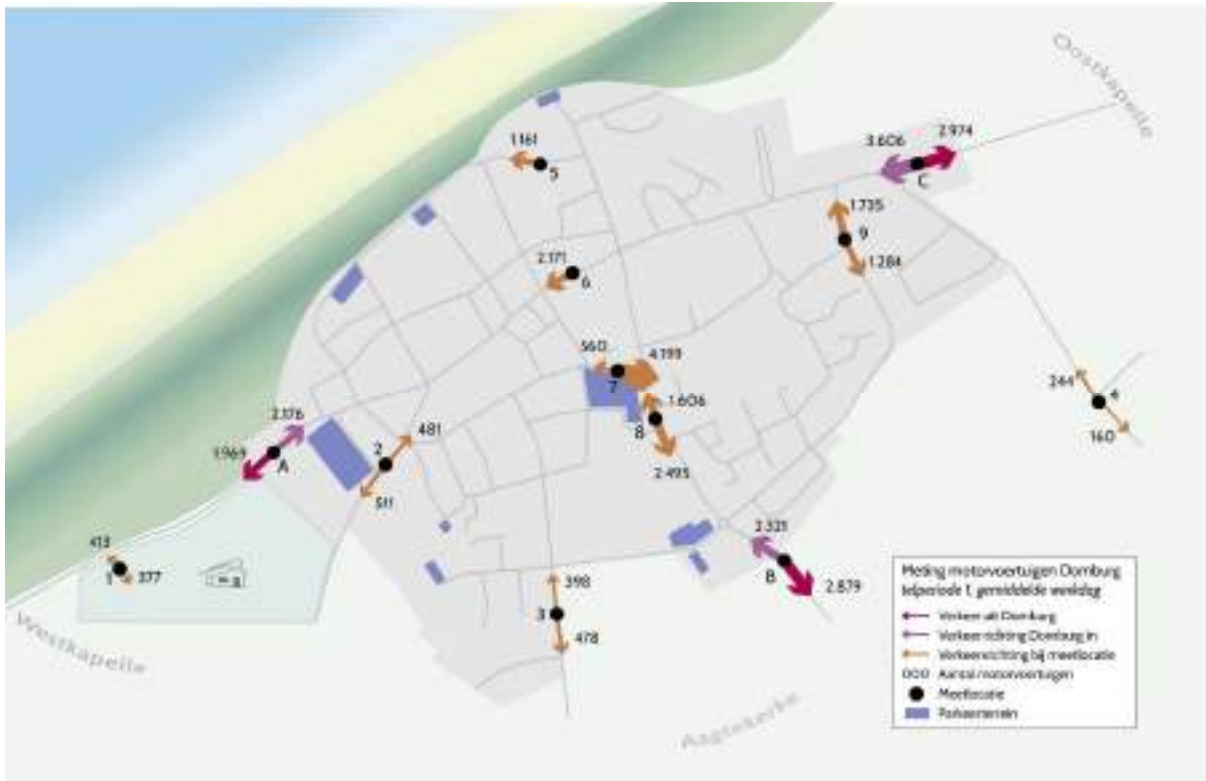 Oostkapelle
1.161
5
3.606
2.974
C
1.735
9
1.284
2.171
6
560
4.199
7
1.606
8
2.495
244
4
160
2.176
1.969
A
2
481
511
413
1
377
2.321
B
2.879
398
3
478
Westkapelle
Aagtekerke
Meting motorvoertuigen Domburg
telperiode 1, gemiddelde werkdag
Verkeer uit Domburg
Verkeer richting Domburg in
Verkeersrichting bij meetlocatie
000 Aantal motorvoertuigen
Meetlocatie
Parkeerterrein